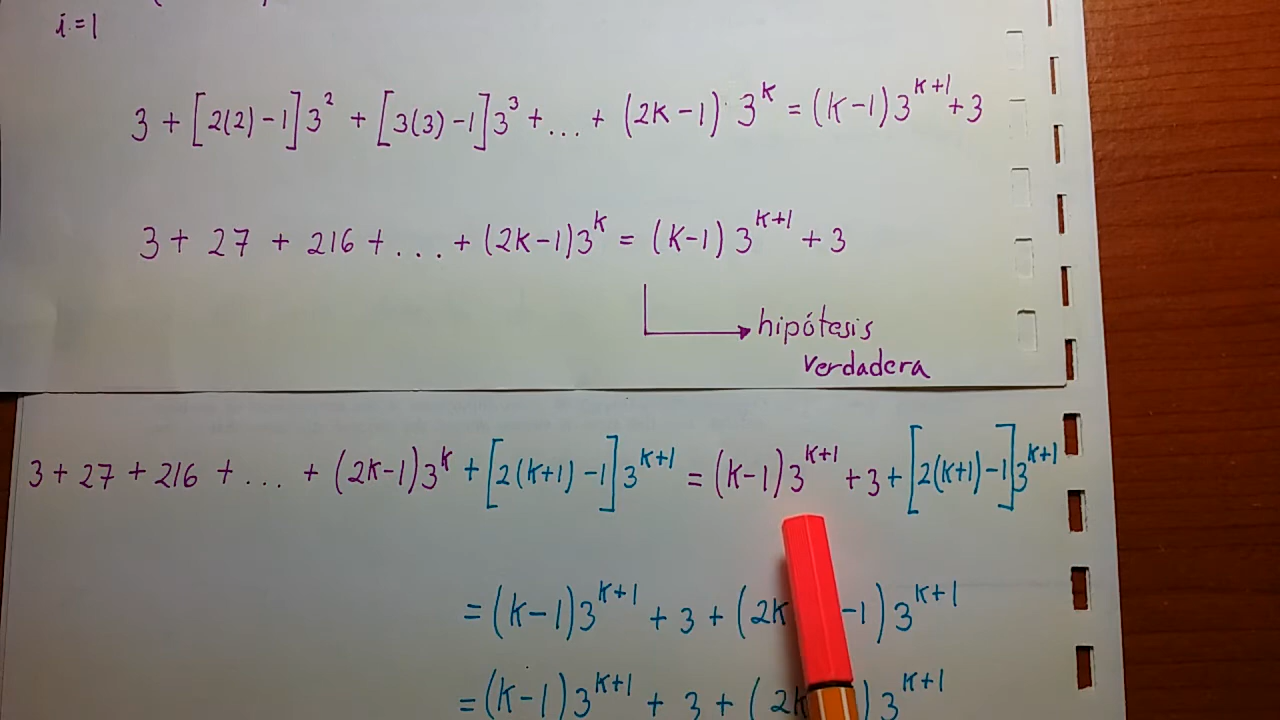 i=1
3 + [2(2) - 1]3² + [3(3) - 1]3³ + ... + (2k - 1) · 3^k = (k - 1)3^(k+1) + 3
3 + 27 + 216 + ... + (2k - 1)3^k = (k - 1) 3^(k+1) + 3
hipótesis
verdadera
3 + 27 + 216 + ... + (2k - 1)3^k + [2(k+1) - 1]3^(k+1) = (k - 1)3^(k+1) + 3 + [2(k+1) - 1]3^(k+1)
= (k - 1)3^(k+1) + 3 + (2k -1)3^(k+1)
= (k - 1)3^(k+1) + 3 + (2k )3^(k+1)